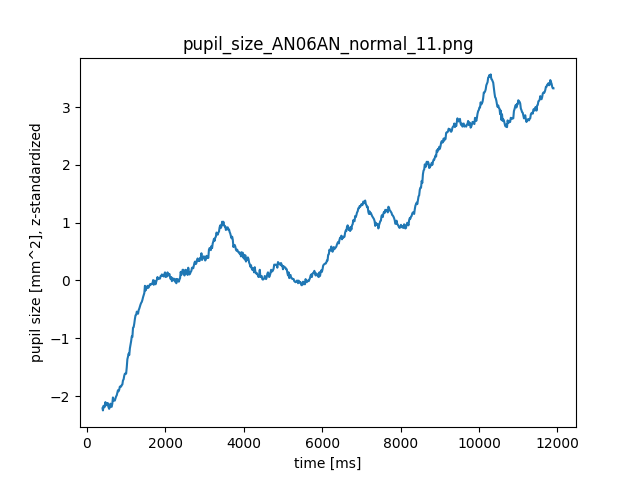 pupil_size_AN06AN_normal_11.png
pupil size [mm^2], z-standardized
3
2
1
0
−1
−2
0 2000 4000 6000 8000 10000 12000
time [ms]